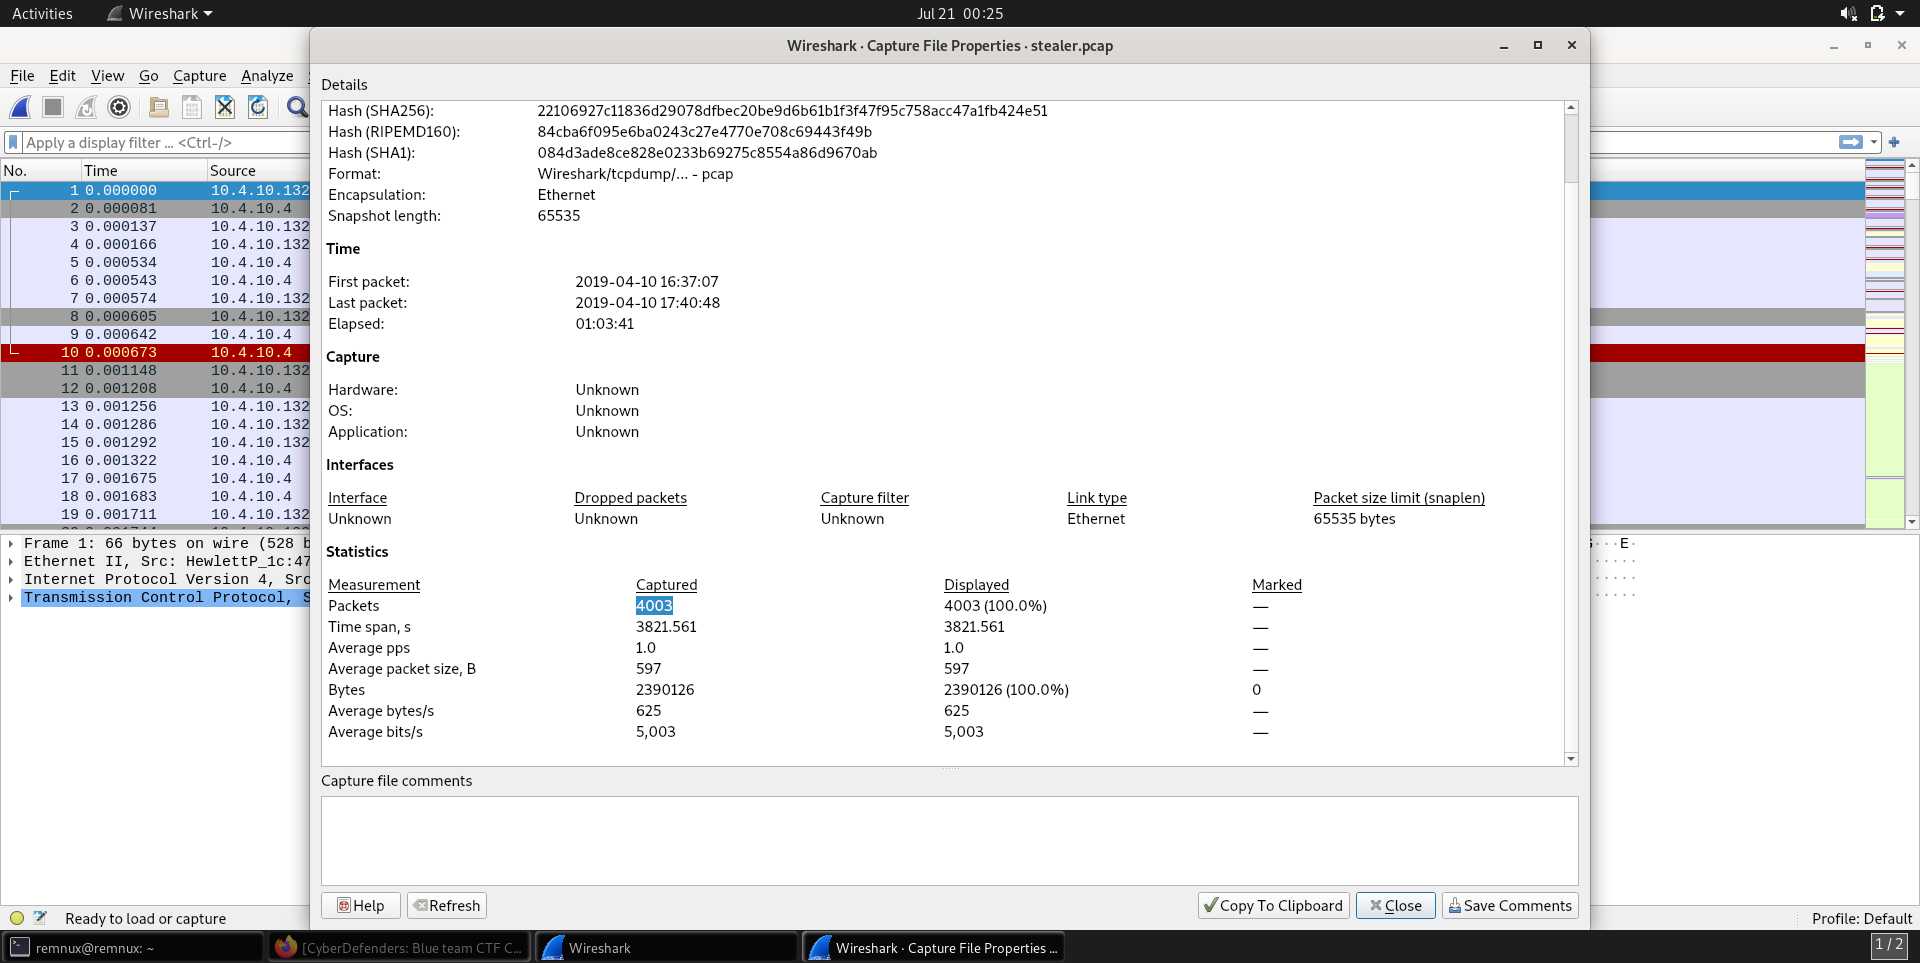 Activities Wireshark Jul 21 00:25
Wireshark · Capture File Properties · stealer.pcap
File Edit View Go Capture Analyze
Apply a display filter ... <Ctrl-/>
No. Time Source
1 0.000000 10.4.10.132
2 0.000081 10.4.10.4
3 0.000137 10.4.10.132
4 0.000166 10.4.10.132
5 0.000534 10.4.10.4
6 0.000543 10.4.10.4
7 0.000574 10.4.10.132
8 0.000605 10.4.10.132
9 0.000642 10.4.10.4
10 0.000673 10.4.10.4
11 0.001148 10.4.10.132
12 0.001208 10.4.10.4
13 0.001256 10.4.10.132
14 0.001286 10.4.10.132
15 0.001292 10.4.10.132
16 0.001322 10.4.10.4
17 0.001675 10.4.10.4
18 0.001683 10.4.10.4
19 0.001711 10.4.10.132
Frame 1: 66 bytes on wire (528 b
Ethernet II, Src: HewlettP_1c:47
Internet Protocol Version 4, Src
Transmission Control Protocol, S
Details
Hash (SHA256): 22106927c11836d29078dfbec20be9d6b61b1f3f47f95c758acc47a1fb424e51
Hash (RIPEMD160): 84cba6f095e6ba0243c27e4770e708c69443f49b
Hash (SHA1): 084d3ade8ce828e0233b69275c8554a86d9670ab
Format: Wireshark/tcpdump/... - pcap
Encapsulation: Ethernet
Snapshot length: 65535
Time
First packet: 2019-04-10 16:37:07
Last packet: 2019-04-10 17:40:48
Elapsed: 01:03:41
Capture
Hardware: Unknown
OS: Unknown
Application: Unknown
Interfaces
Interface Dropped packets Capture filter Link type Packet size limit (snaplen)
Unknown Unknown Unknown Ethernet 65535 bytes
Statistics
Measurement Captured Displayed Marked
Packets 4003 4003 (100.0%) —
Time span, s 3821.561 3821.561 —
Average pps 1.0 1.0 —
Average packet size, B 597 597 —
Bytes 2390126 2390126 (100.0%) 0
Average bytes/s 625 625 —
Average bits/s 5,003 5,003 —
Capture file comments
Help Refresh Copy To Clipboard Close Save Comments
···E·
·····
·····
·····
Ready to load or capture Profile: Default
remnux@remnux: ~ [CyberDefenders: Blue team CTF C... Wireshark Wireshark · Capture File Properties ... 1 / 2